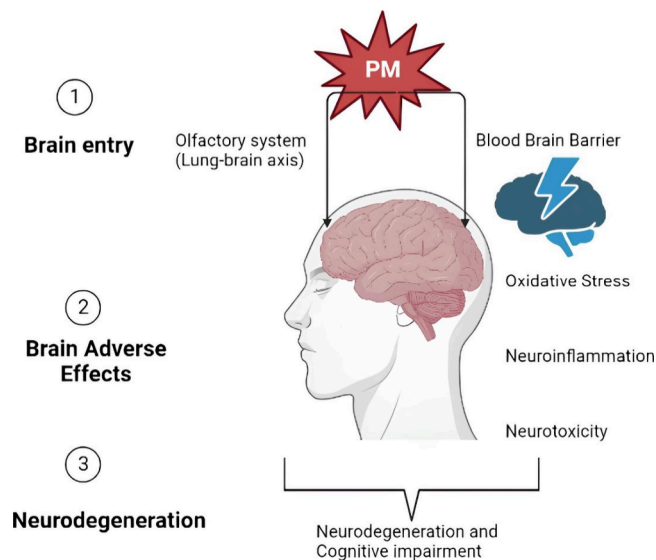 PM
1
Brain entry
Olfactory system
(Lung-brain axis)
Blood Brain Barrier
Oxidative Stress
2
Brain Adverse
Effects
Neuroinflammation
Neurotoxicity
3
Neurodegeneration
Neurodegeneration and
Cognitive impairment